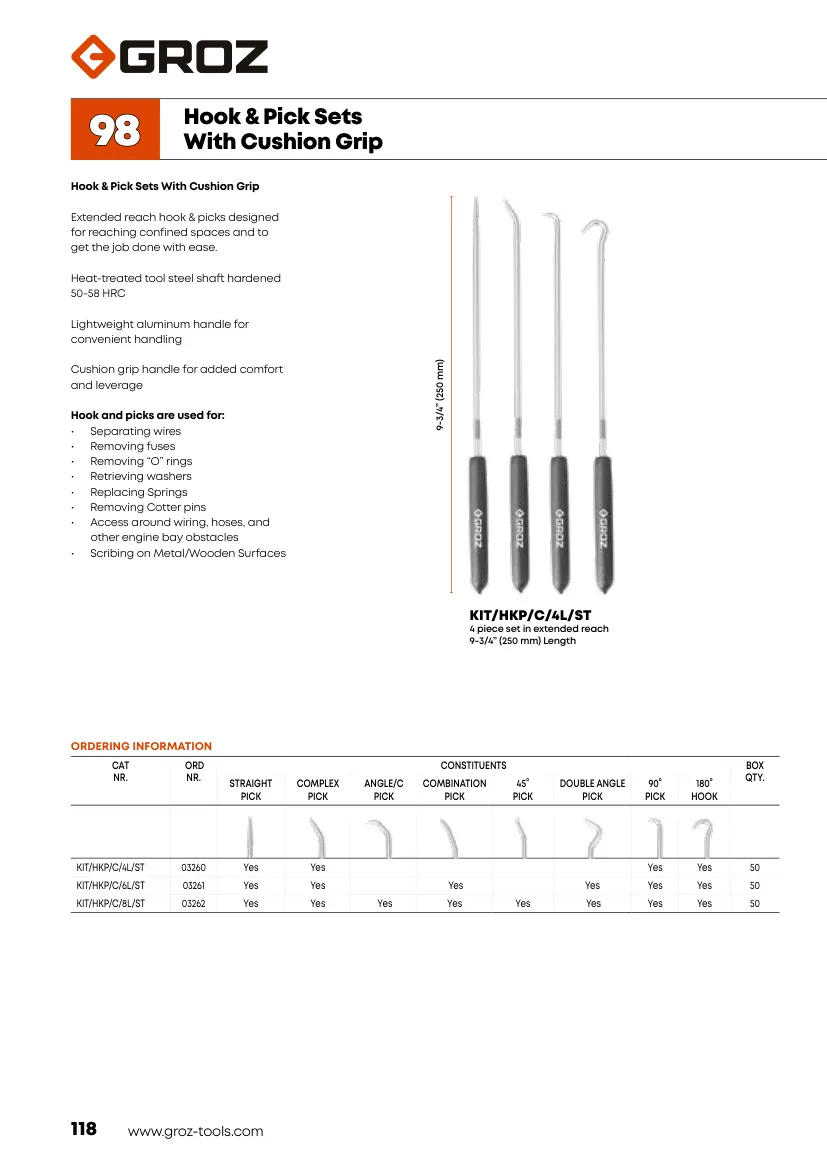 GROZ
98
Hook & Pick Sets
With Cushion Grip
Hook & Pick Sets With Cushion Grip
Extended reach hook & picks designed
for reaching confined spaces and to
get the job done with ease.
Heat-treated tool steel shaft hardened
50-58 HRC
Lightweight aluminum handle for
convenient handling
Cushion grip handle for added comfort
and leverage
Hook and picks are used for:
• Separating wires
• Removing fuses
• Removing “O” rings
• Retrieving washers
• Replacing Springs
• Removing Cotter pins
• Access around wiring, hoses, and
other engine bay obstacles
• Scribing on Metal/Wooden Surfaces
9-3/4” (250 mm)
GROZ
GROZ
GROZ
GROZ
KIT/HKP/C/4L/ST
4 piece set in extended reach
9-3/4” (250 mm) Length
ORDERING INFORMATION
CAT NR. ORD NR. CONSTITUENTS BOX QTY.
STRAIGHT PICK COMPLEX PICK ANGLE/C PICK COMBINATION PICK 45° PICK DOUBLE ANGLE PICK 90° PICK 180° HOOK
KIT/HKP/C/4L/ST 03260 Yes Yes Yes Yes 50
KIT/HKP/C/6L/ST 03261 Yes Yes Yes Yes Yes Yes 50
KIT/HKP/C/8L/ST 03262 Yes Yes Yes Yes Yes Yes Yes Yes 50
118 www.groz-tools.com